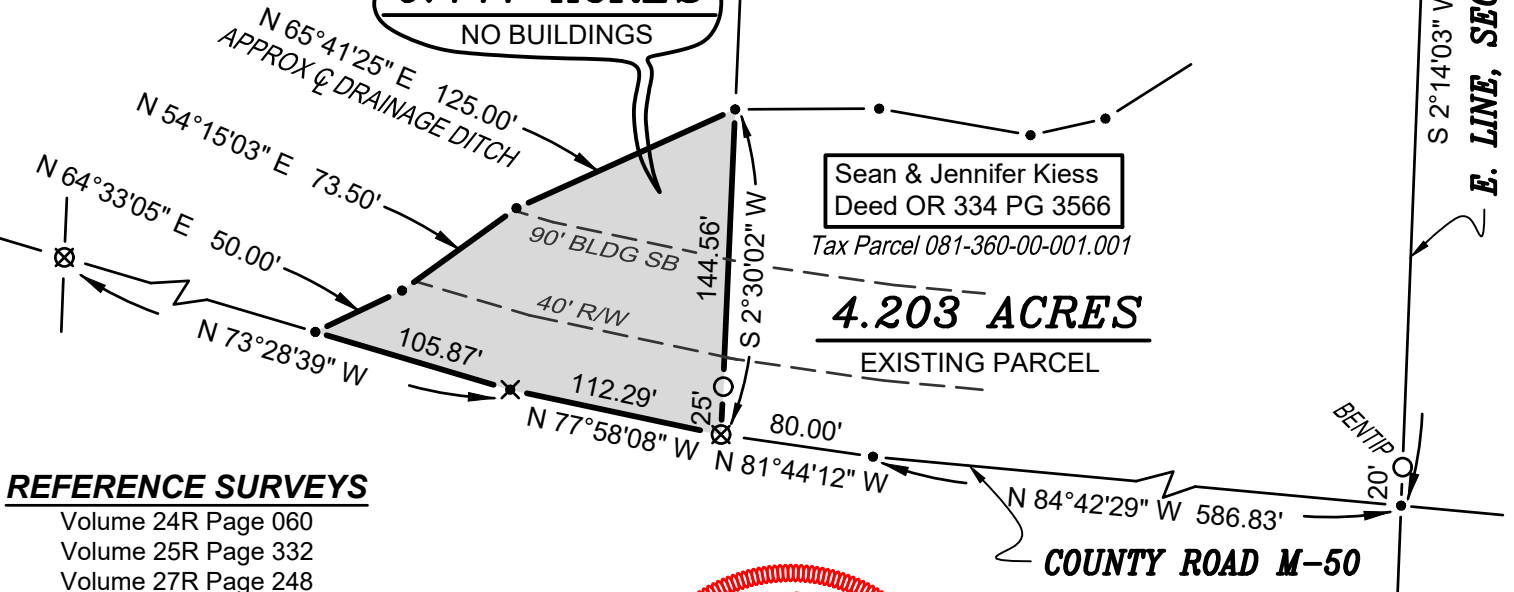 NO BUILDINGS
N 65°41'25" E 125.00'
APPROX ℄ DRAINAGE DITCH
N 54°15'03" E 73.50'
N 64°33'05" E 50.00'
S 2°14'03" W
E. LINE, SEC
Sean & Jennifer Kiess
Deed OR 334 PG 3566
Tax Parcel 081-360-00-001.001
90' BLDG SB
144.56'
S 2°30'02" W
40' R/W
4.203 ACRES
EXISTING PARCEL
N 73°28'39" W
105.87'
112.29'
25'
N 77°58'08" W
80.00'
N 81°44'12" W
BENTIP
20'
N 84°42'29" W 586.83'
COUNTY ROAD M-50
REFERENCE SURVEYS
Volume 24R Page 060
Volume 25R Page 332
Volume 27R Page 248